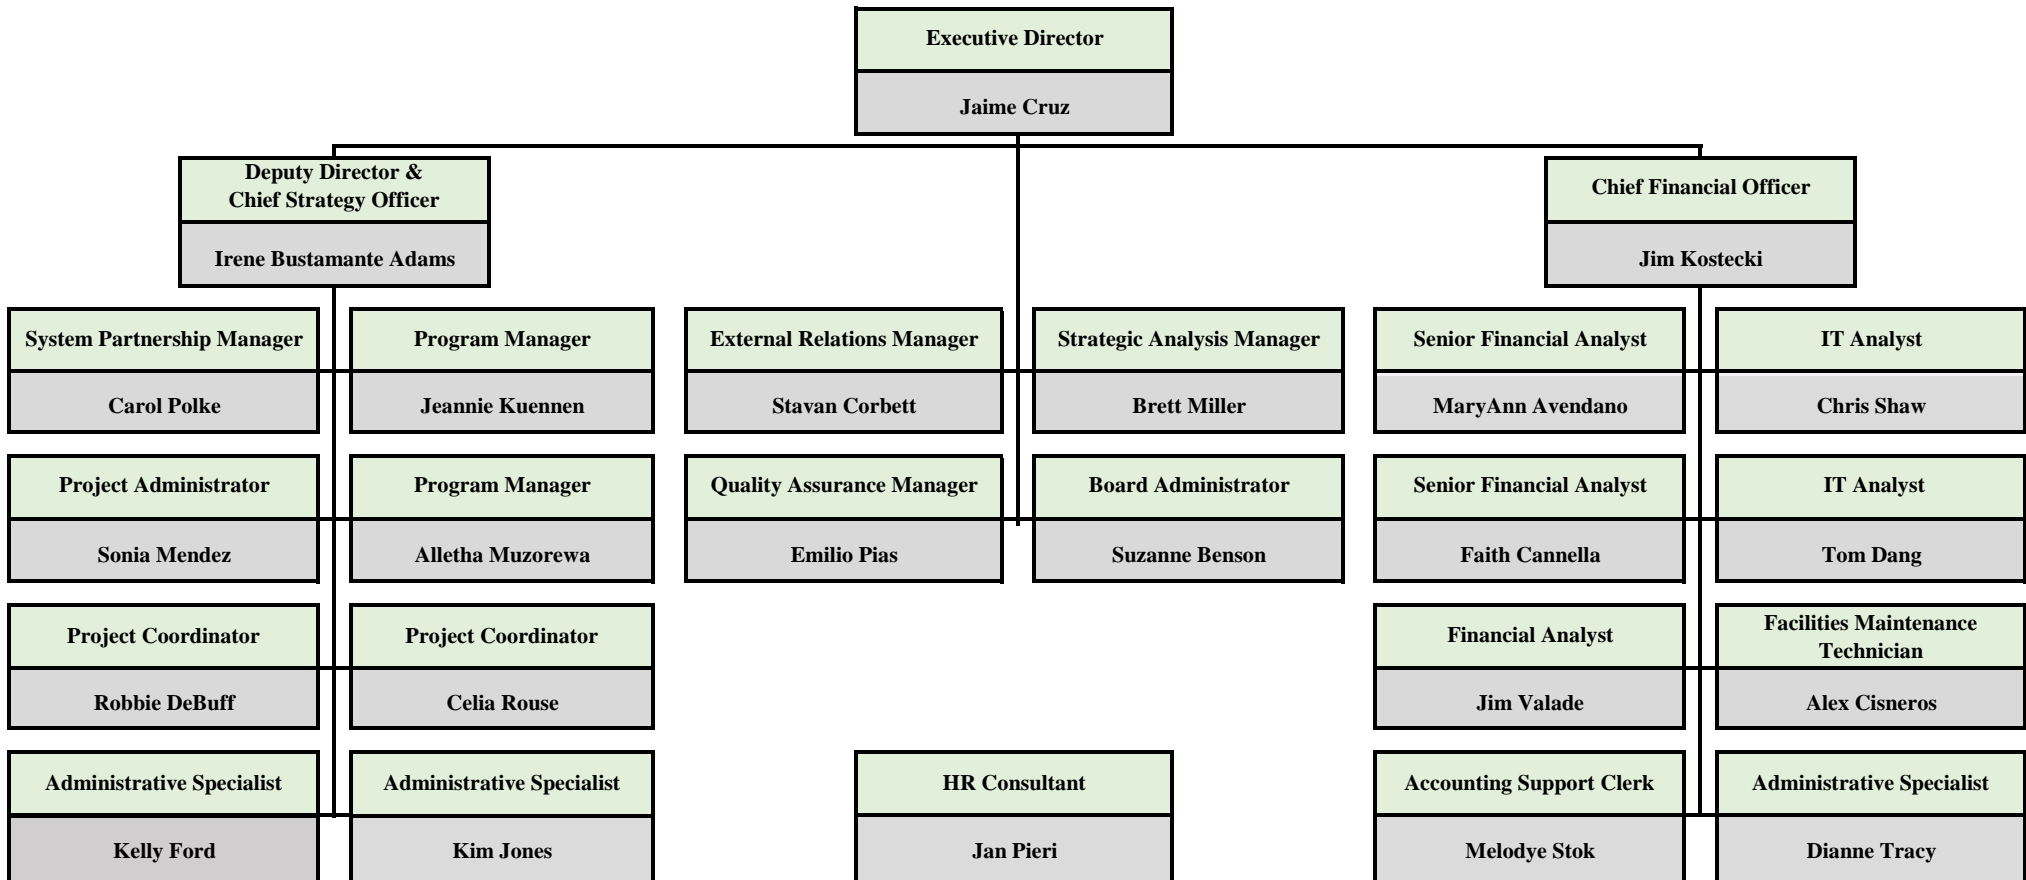 Executive Director
Jaime Cruz
Deputy Director &
Chief Strategy Officer
Irene Bustamante Adams
Chief Financial Officer
Jim Kostecki
System Partnership Manager
Carol Polke
Program Manager
Jeannie Kuennen
External Relations Manager
Stavan Corbett
Strategic Analysis Manager
Brett Miller
Senior Financial Analyst
MaryAnn Avendano
IT Analyst
Chris Shaw
Project Administrator
Sonia Mendez
Program Manager
Alletha Muzorewa
Quality Assurance Manager
Emilio Pias
Board Administrator
Suzanne Benson
Senior Financial Analyst
Faith Cannella
IT Analyst
Tom Dang
Project Coordinator
Robbie DeBuff
Project Coordinator
Celia Rouse
Financial Analyst
Jim Valade
Facilities Maintenance
Technician
Alex Cisneros
Administrative Specialist
Kelly Ford
Administrative Specialist
Kim Jones
HR Consultant
Jan Pieri
Accounting Support Clerk
Melodye Stok
Administrative Specialist
Dianne Tracy